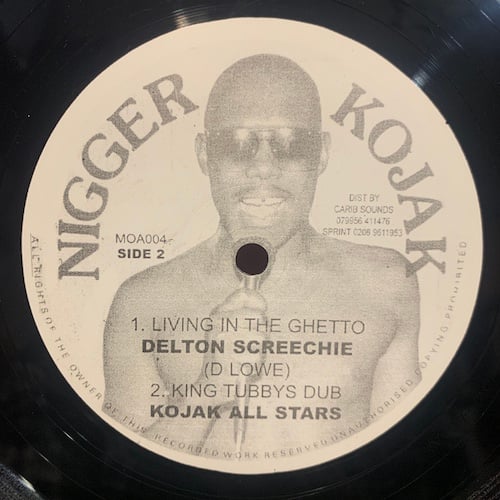 NIGGER KOJAK
MOA004
SIDE 2
DIST BY
CARIB SOUNDS
079956 411476
SPRINT 0208 9611953
1. LIVING IN THE GHETTO
DELTON SCREECHIE
(D LOWE)
2. KING TUBBYS DUB
KOJAK ALL STARS
ALL RIGHTS OF THE OWNER OF THIS RECORDED WORK RESERVED UNAUTHORISED COPYING PROHIBITED